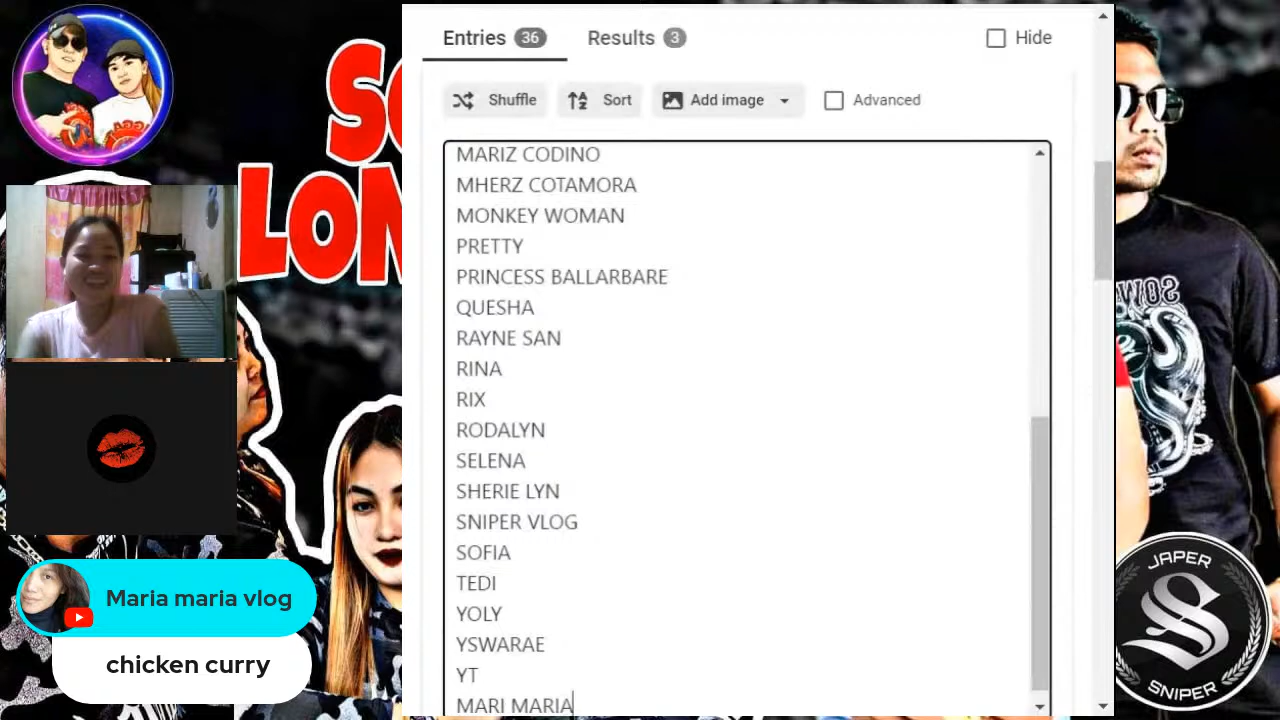 SO
LON
Entries 36
Results 3
Hide
Shuffle
Sort
Add image
Advanced
MARIZ CODINO
MHERZ COTAMORA
MONKEY WOMAN
PRETTY
PRINCESS BALLARBARE
QUESHA
RAYNE SAN
RINA
RIX
RODALYN
SELENA
SHERIE LYN
SNIPER VLOG
SOFIA
TEDI
YOLY
YSWARAE
YT
MARI MARIA
Maria maria vlog
chicken curry
JAPER
S
SNIPER